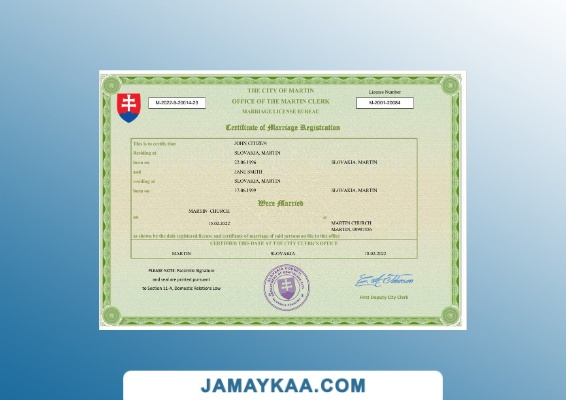 THE CITY OF MARTIN
License Number
M-2022-S-20014-23
OFFICE OF THE MARTIN CLERK
M-2001-20084
MARRIAGE LICENSE BUREAU
Certificate of Marriage Registration
This is to certify that JOHN CITIZEN
Residing at SLOVAKIA, MARTIN
born on 22.06.1996 SLOVAKIA, MARTIN
and JANE SMITH
residing at SLOVAKIA, MARTIN
born on 17.06.1999 SLOVAKIA, MARTIN
Were Married
MARTIN CHURCH
on 18.02.2022 at MARTIN CHURCH
MARTIN,
as shown by the duly registered license and certificate of marriage of said persons on file in this office
CERTIFIED THIS DATE AT THE CITY CLERK'S OFFICE
MARTIN SLOVAKIA 18.02.2022
PLEASE NOTE: Facsimile Signature
and seal are printed pursuant
to Section 11-A, Domestic Relations Law
First Deputy City Clerk
JAMAYKAA.COM